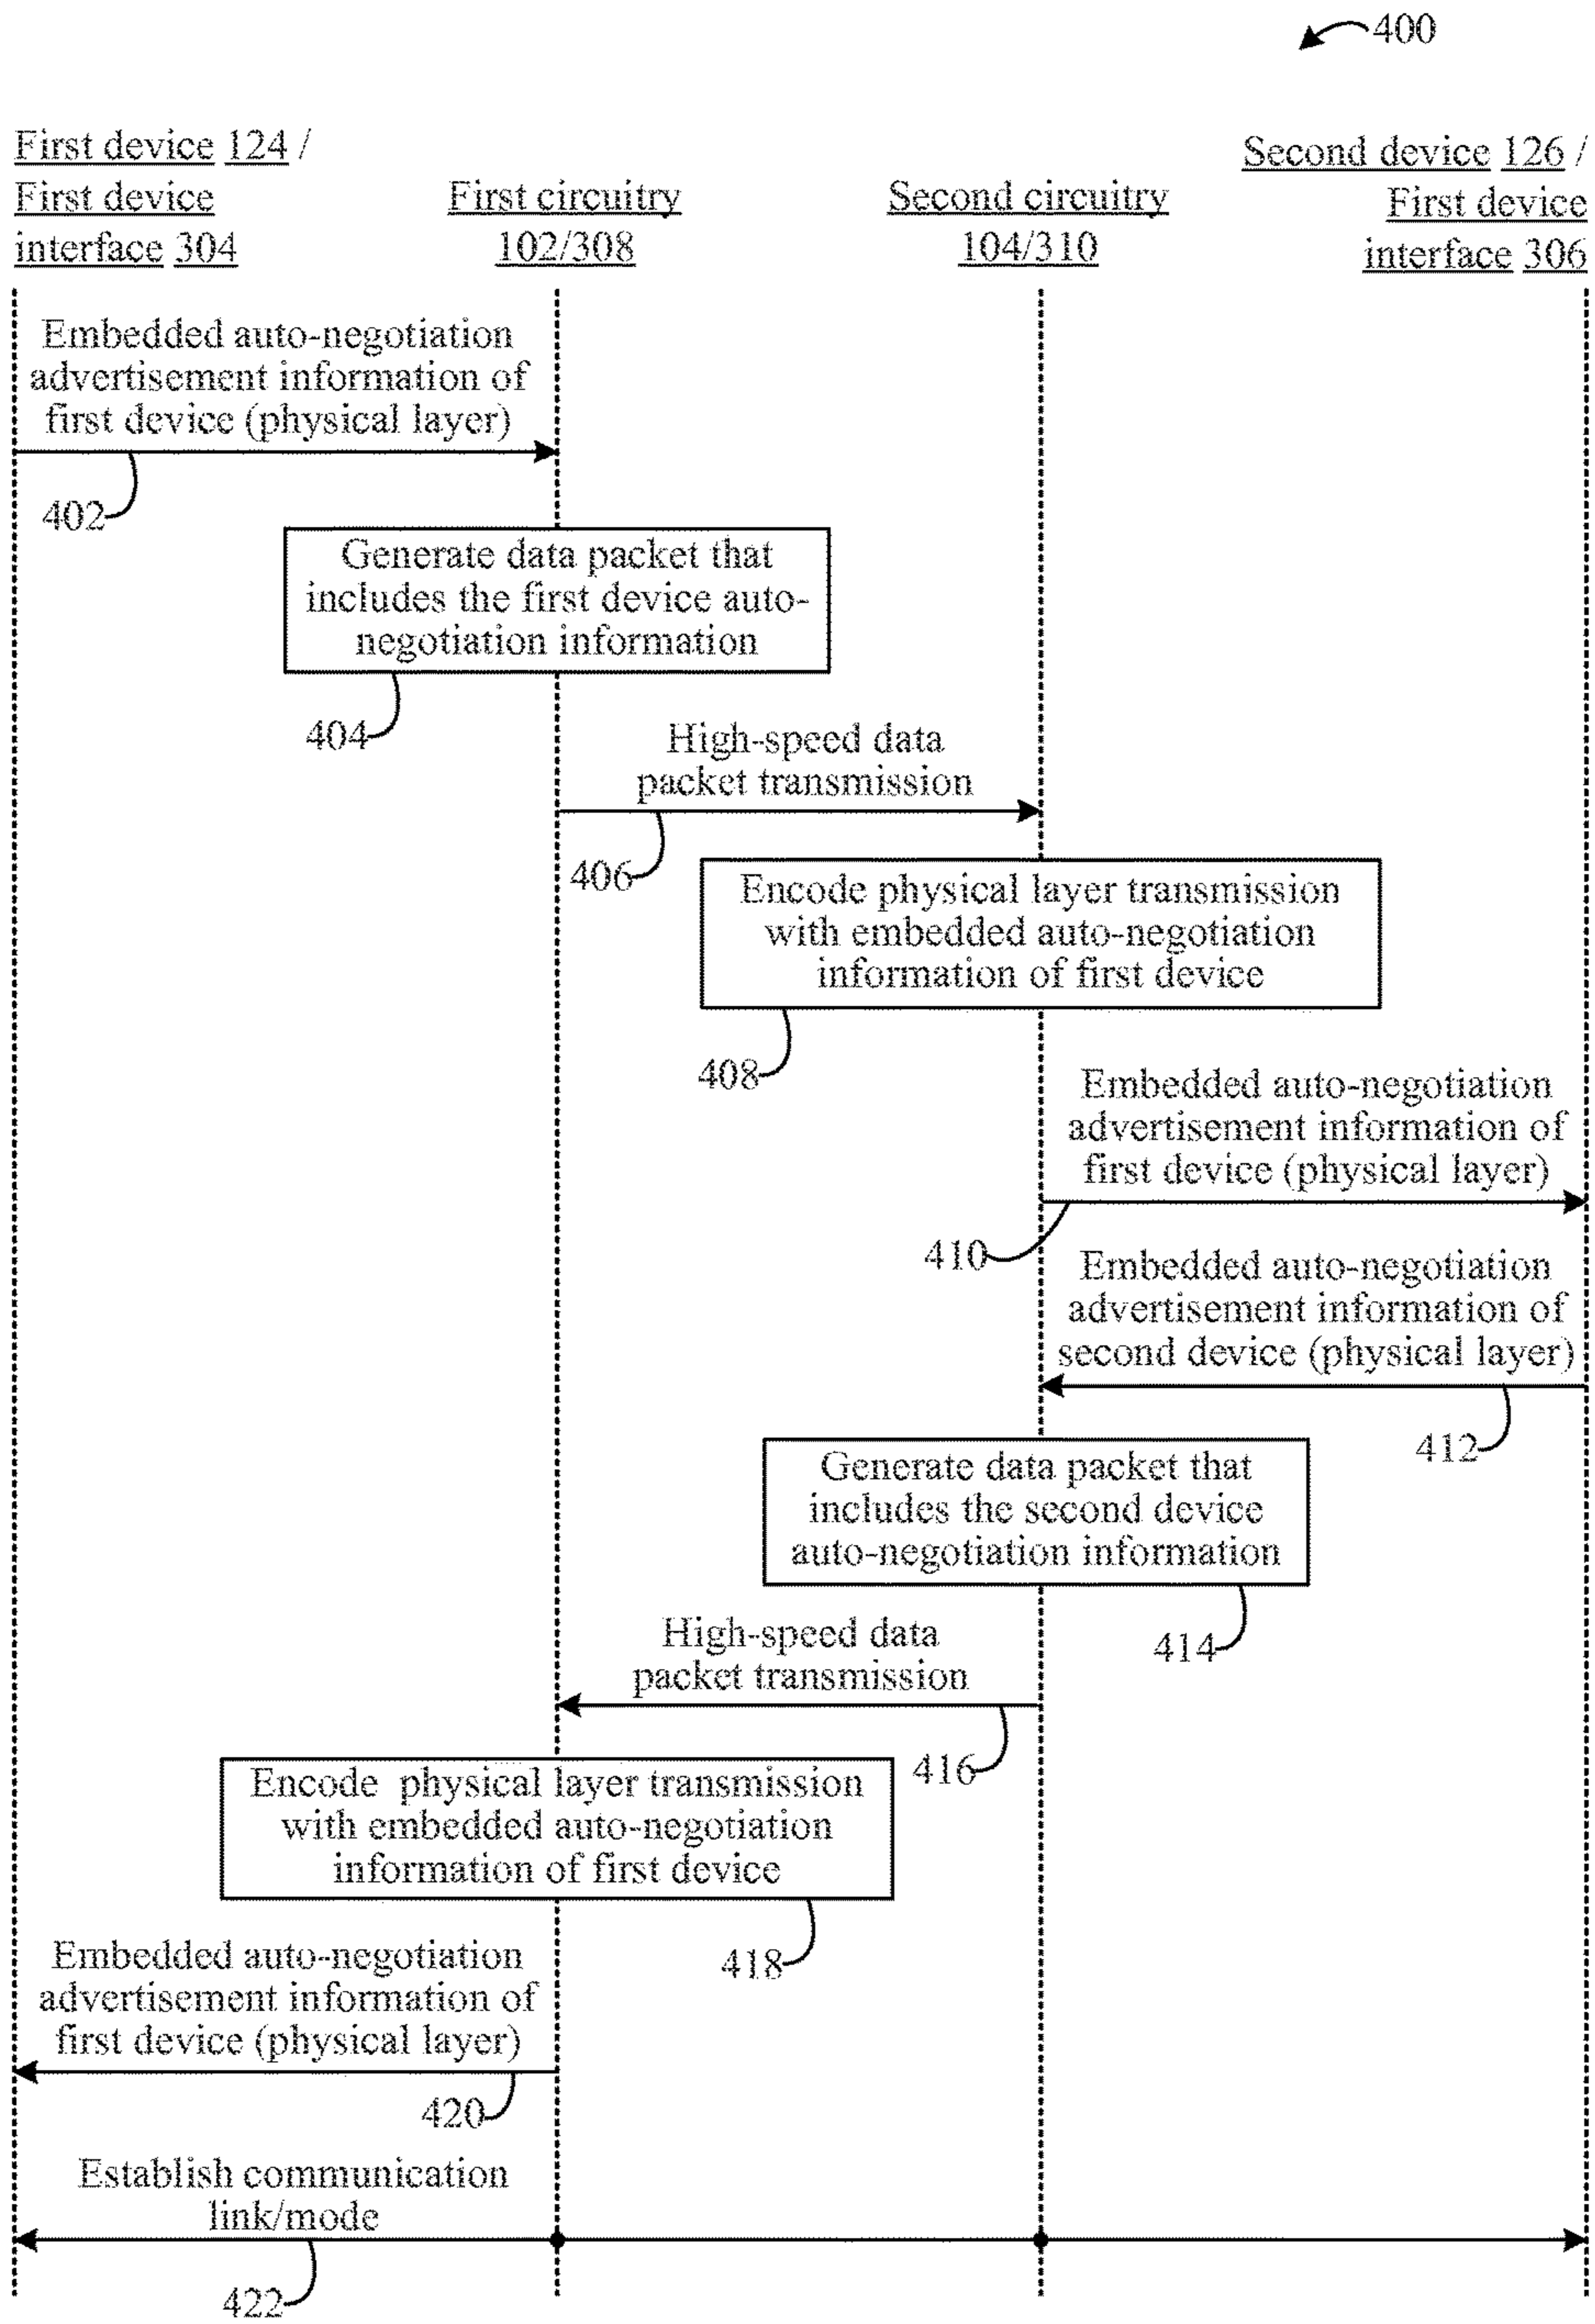 400
First device 124 /
First device
interface 304
First circuitry
102/308
Second circuitry
104/310
Second device 126 /
First device
interface 306
Embedded auto-negotiation
advertisement information of
first device (physical layer)
402
Generate data packet that
includes the first device auto-
negotiation information
404
High-speed data
packet transmission
406
Encode physical layer transmission
with embedded auto-negotiation
information of first device
408
Embedded auto-negotiation
advertisement information of
first device (physical layer)
410
Embedded auto-negotiation
advertisement information of
second device (physical layer)
412
Generate data packet that
includes the second device
auto-negotiation information
414
High-speed data
packet transmission
416
Encode physical layer transmission
with embedded auto-negotiation
information of first device
418
Embedded auto-negotiation
advertisement information of
first device (physical layer)
420
Establish communication
link/mode
422